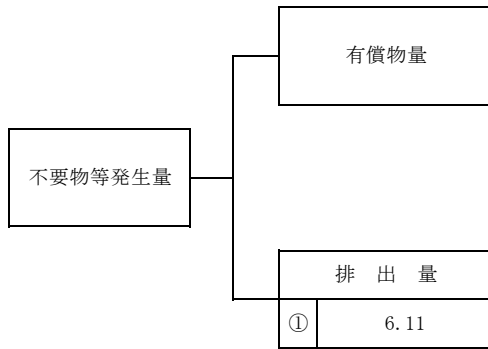 有償物量
不要物等発生量
排 出 量
① 6.11